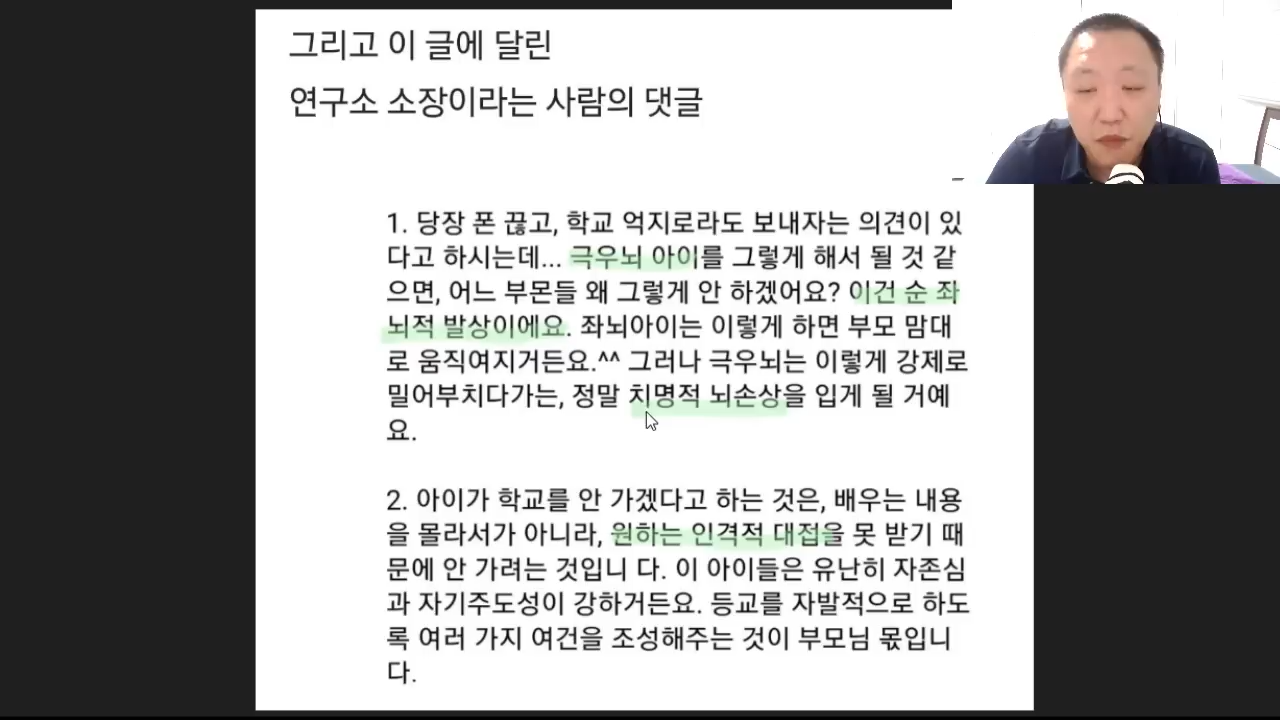 그리고 이 글에 달린
연구소 소장이라는 사람의 댓글
1. 당장 폰 끊고, 학교 억지로라도 보내자는 의견이 있
다고 하시는데... 극우뇌 아이를 그렇게 해서 될 것 같
으면, 어느 부몬들 왜 그렇게 안 하겠어요? 이건 순 좌
뇌적 발상이에요. 좌뇌아이는 이렇게 하면 부모 맘대
로 움직여지거든요.^^ 그러나 극우뇌는 이렇게 강제로
밀어부치다가는, 정말 치명적 뇌손상을 입게 될 거예
요.
2. 아이가 학교를 안 가겠다고 하는 것은, 배우는 내용
을 몰라서가 아니라, 원하는 인격적 대접을 못 받기 때
문에 안 가려는 것입니 다. 이 아이들은 유난히 자존심
과 자기주도성이 강하거든요. 등교를 자발적으로 하도
록 여러 가지 여건을 조성해주는 것이 부모님 몫입니
다.